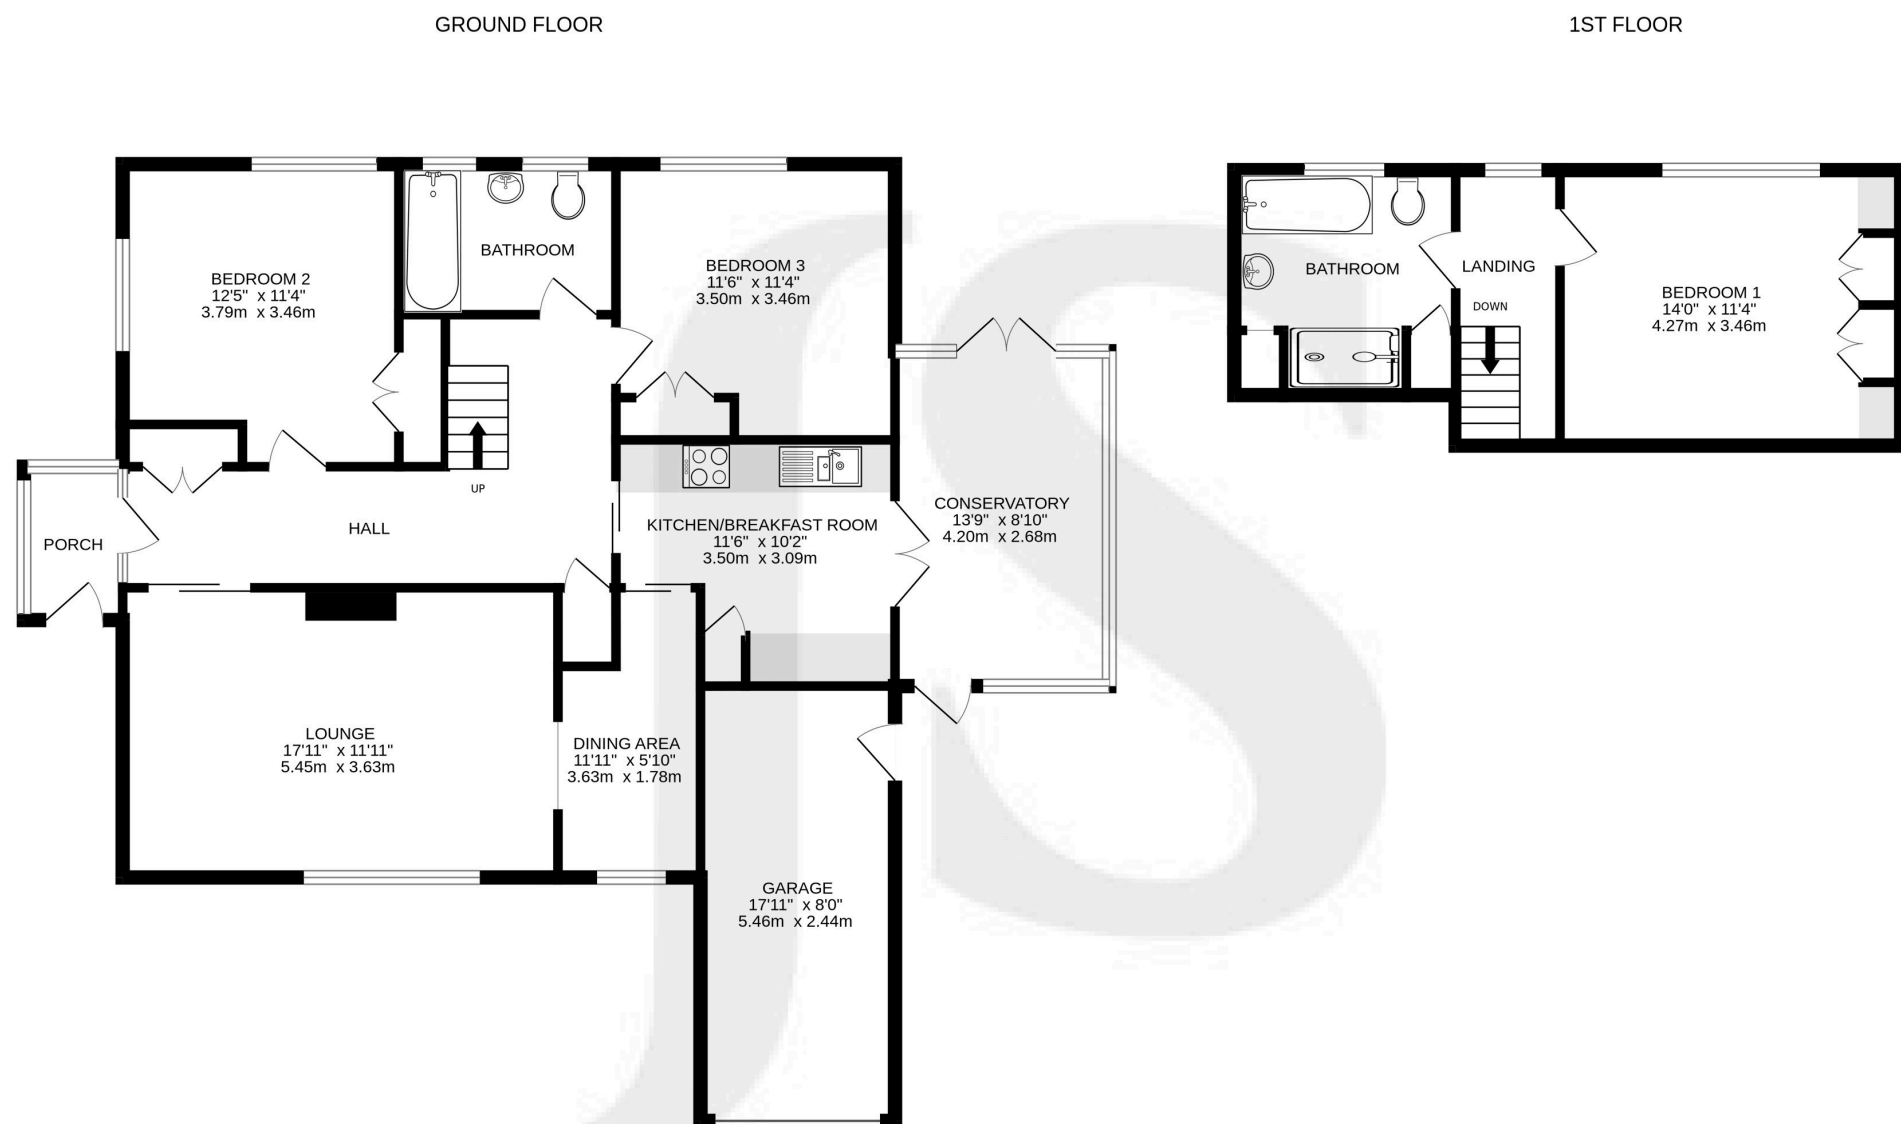 GROUND FLOOR
1ST FLOOR
BEDROOM 2
12'5" x 11'4"
3.79m x 3.46m
BATHROOM
BEDROOM 3
11'6" x 11'4"
3.50m x 3.46m
UP
PORCH
HALL
KITCHEN/BREAKFAST ROOM
11'6" x 10'2"
3.50m x 3.09m
CONSERVATORY
13'9" x 8'10"
4.20m x 2.68m
LOUNGE
17'11" x 11'11"
5.45m x 3.63m
DINING AREA
11'11" x 5'10"
3.63m x 1.78m
GARAGE
17'11" x 8'0"
5.46m x 2.44m
BATHROOM
LANDING
DOWN
BEDROOM 1
14'0" x 11'4"
4.27m x 3.46m
JS